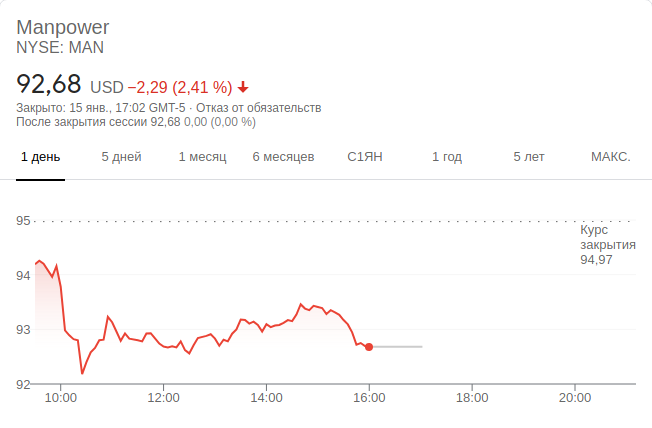 Manpower
NYSE: MAN
92,68 USD −2,29 (2,41 %)
Закрыто: 15 янв., 17:02 GMT-5 · Отказ от обязательств
После закрытия сессии 92,68 0,00 (0,00 %)
1 день 5 дней 1 месяц 6 месяцев С1ЯН 1 год 5 лет МАКС.
95
Курс
закрытия
94,97
94
93
92
10:00 12:00 14:00 16:00 18:00 20:00